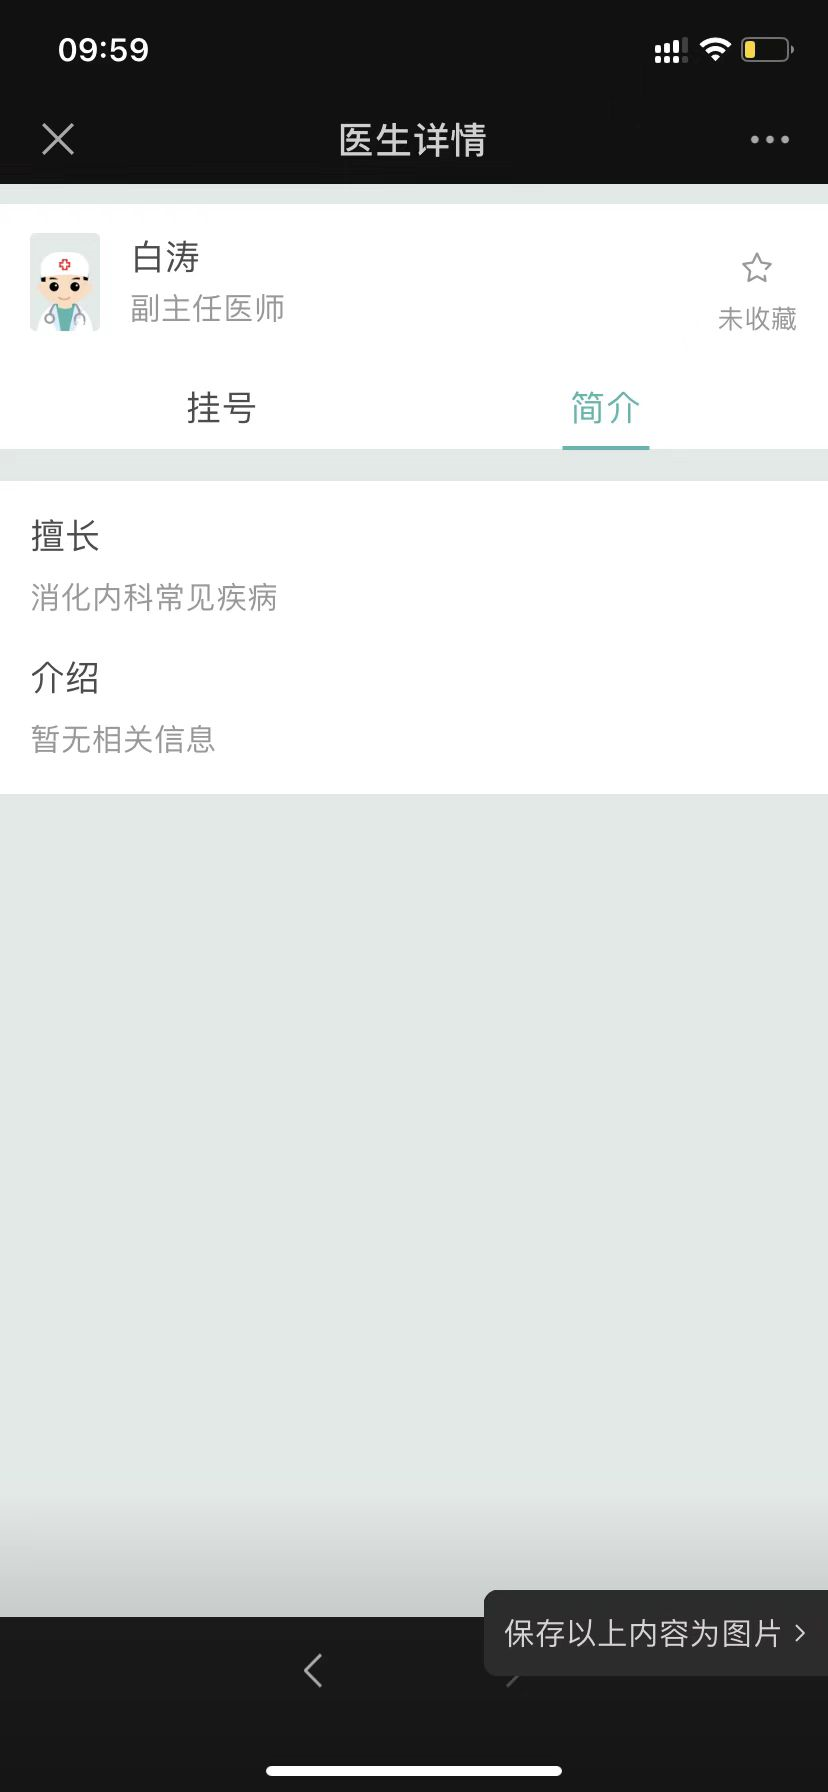 09:59
医生详情
白涛
副主任医师
未收藏
挂号
简介
擅长
消化内科常见疾病
介绍
暂无相关信息
保存以上内容为图片